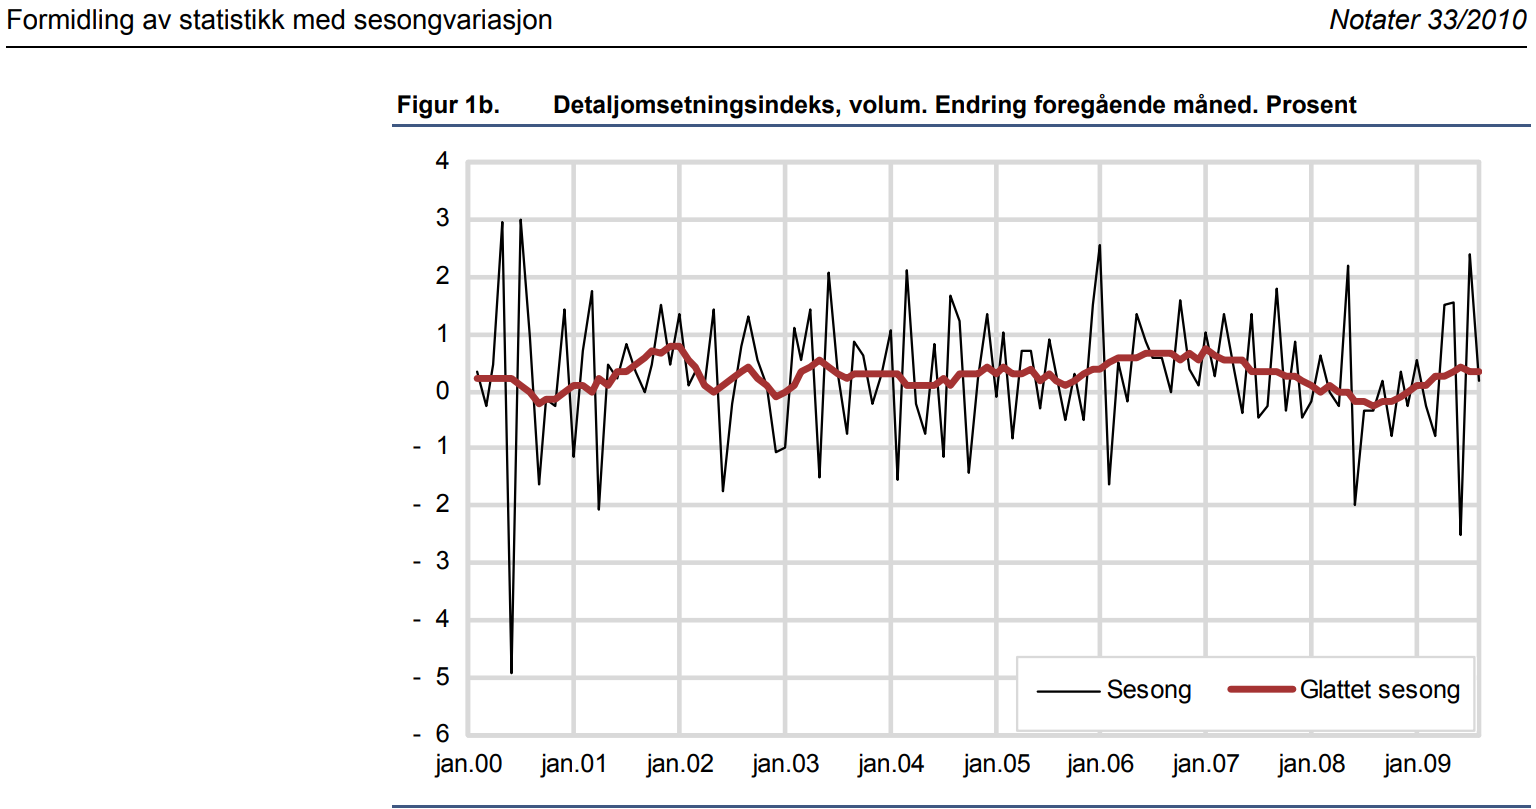 Formidling av statistikk med sesongvariasjon
Notater 33/2010
Figur 1b. Detaljomsetningsindeks, volum. Endring foregående måned. Prosent
4
3
2
1
0
- 1
- 2
- 3
- 4
- 5
- 6
Sesong Glattet sesong
jan.00 jan.01 jan.02 jan.03 jan.04 jan.05 jan.06 jan.07 jan.08 jan.09